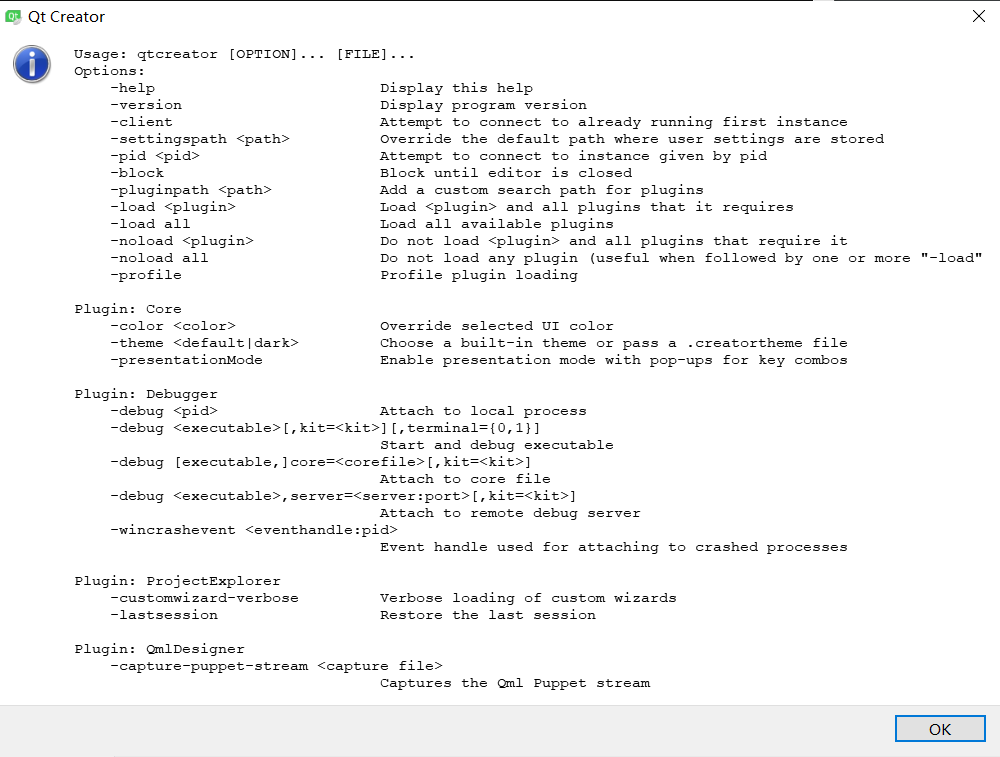 Qt Creator
Usage: qtcreator [OPTION]... [FILE]...
Options:
    -help                         Display this help
    -version                      Display program version
    -client                       Attempt to connect to already running first instance
    -settingspath <path>          Override the default path where user settings are stored
    -pid <pid>                    Attempt to connect to instance given by pid
    -block                        Block until editor is closed
    -pluginpath <path>            Add a custom search path for plugins
    -load <plugin>                Load <plugin> and all plugins that it requires
    -load all                     Load all available plugins
    -noload <plugin>              Do not load <plugin> and all plugins that require it
    -noload all                   Do not load any plugin (useful when followed by one or more "-load"
    -profile                      Profile plugin loading

Plugin: Core
    -color <color>                Override selected UI color
    -theme <default|dark>         Choose a built-in theme or pass a .creatortheme file
    -presentationMode             Enable presentation mode with pop-ups for key combos

Plugin: Debugger
    -debug <pid>                  Attach to local process
    -debug <executable>[,kit=<kit>][,terminal={0,1}]
                                  Start and debug executable
    -debug [executable,]core=<corefile>[,kit=<kit>]
                                  Attach to core file
    -debug <executable>,server=<server:port>[,kit=<kit>]
                                  Attach to remote debug server
    -wincrashevent <eventhandle:pid>
                                  Event handle used for attaching to crashed processes

Plugin: ProjectExplorer
    -customwizard-verbose         Verbose loading of custom wizards
    -lastsession                  Restore the last session

Plugin: QmlDesigner
    -capture-puppet-stream <capture file>
                                  Captures the Qml Puppet stream
OK